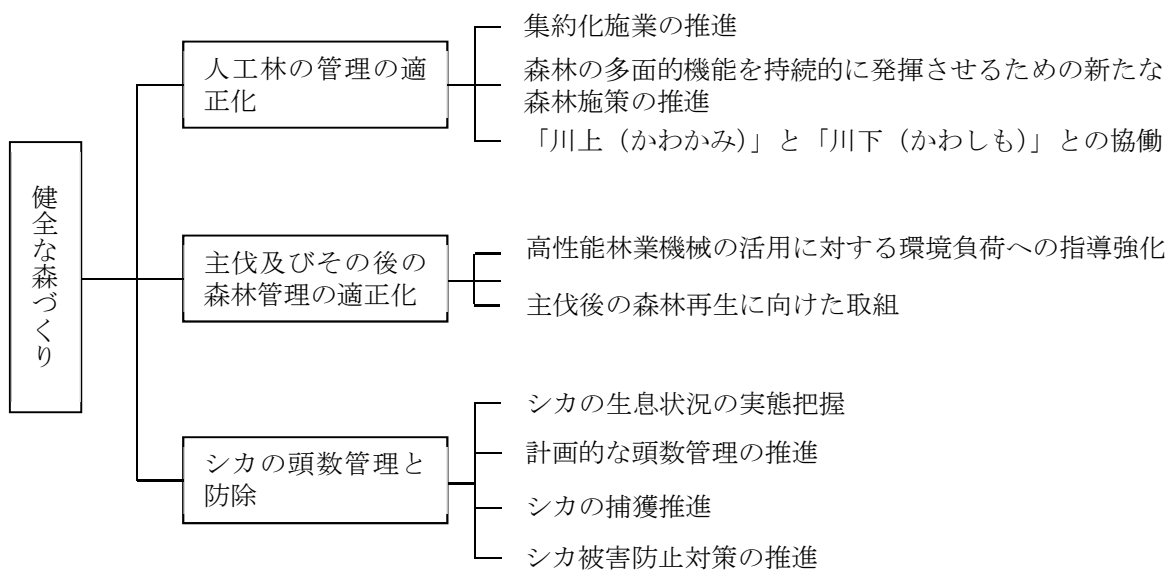 健全な森づくり
人工林の管理の適
正化
集約化施業の推進
森林の多面的機能を持続的に発揮させるための新たな
森林施策の推進
「川上(かわかみ)」と「川下(かわしも)」との協働
主伐及びその後の
森林管理の適正化
高性能林業機械の活用に対する環境負荷への指導強化
主伐後の森林再生に向けた取組
シカの頭数管理と
防除
シカの生息状況の実態把握
計画的な頭数管理の推進
シカの捕獲推進
シカ被害防止対策の推進